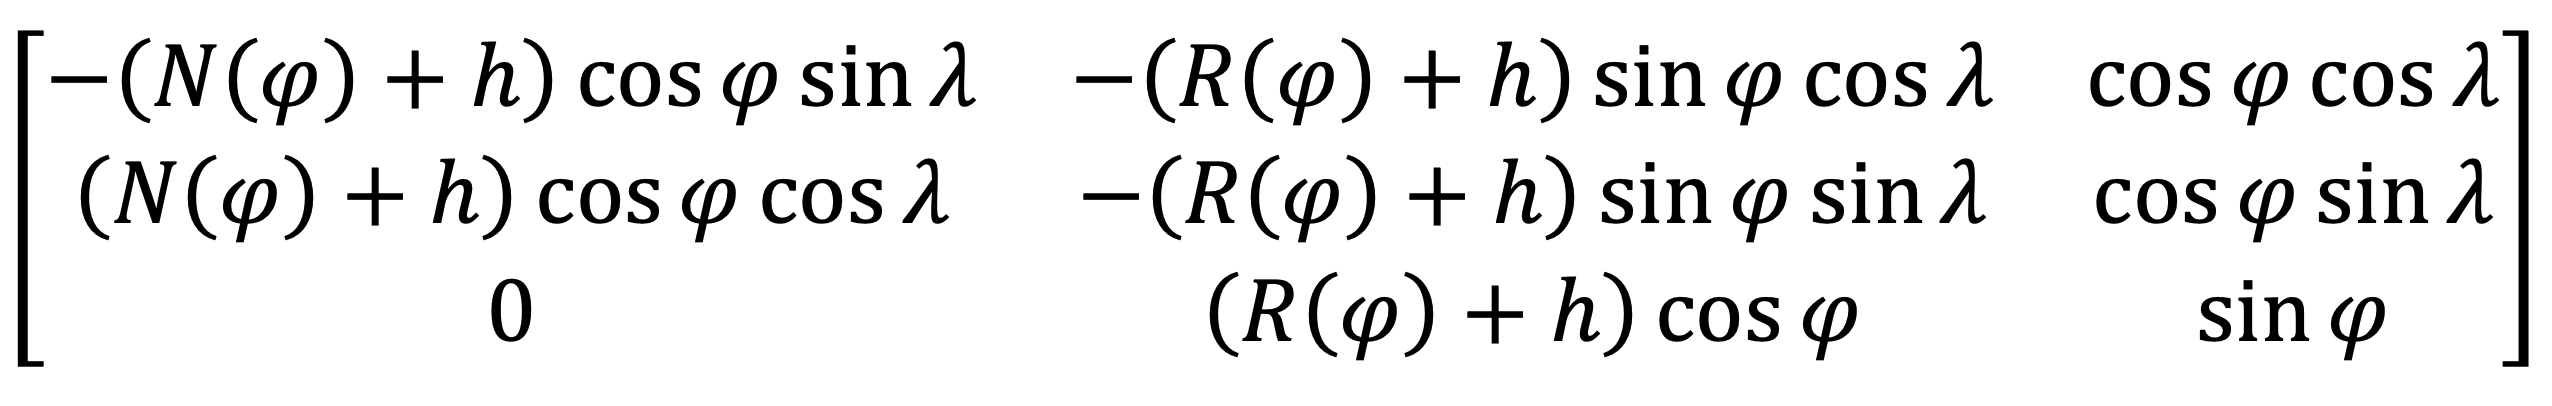 −(N(φ) + h) cos φ sin λ −(R(φ) + h) sin φ cos λ cos φ cos λ
(N(φ) + h) cos φ cos λ −(R(φ) + h) sin φ sin λ cos φ sin λ
0 (R(φ) + h) cos φ sin φ